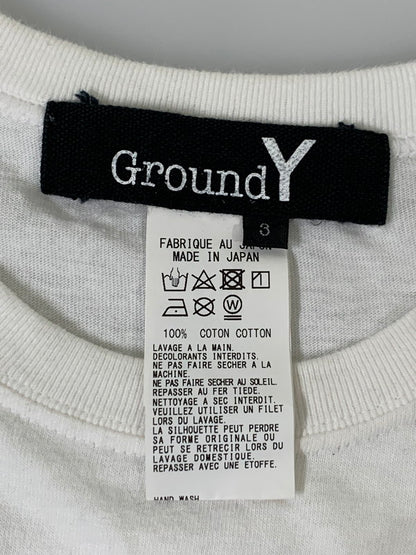 Ground Y
3
FABRIQUE AU JAPON
MADE IN JAPAN
100% COTON COTTON
LAVAGE A LA MAIN.
DECOLORANTS INTERDITS.
NE PAS FAIRE SECHER A LA
MACHINE.
NE PAS FAIRE SECHER AU SOLEIL.
REPASSER AU FER TIEDE.
NETTOYAGE A SEC INTERDIT.
VEUILLEZ UTILISER UN FILET
LORS DU LAVAGE.
LA SILHOUETTE PEUT PERDRE
SA FORME ORIGINALE OU
PEUT SE RETRECIR LORS DU
LAVAGE DOMESTIQUE.
REPASSER AVEC UNE ETOFFE.
HAND WASH